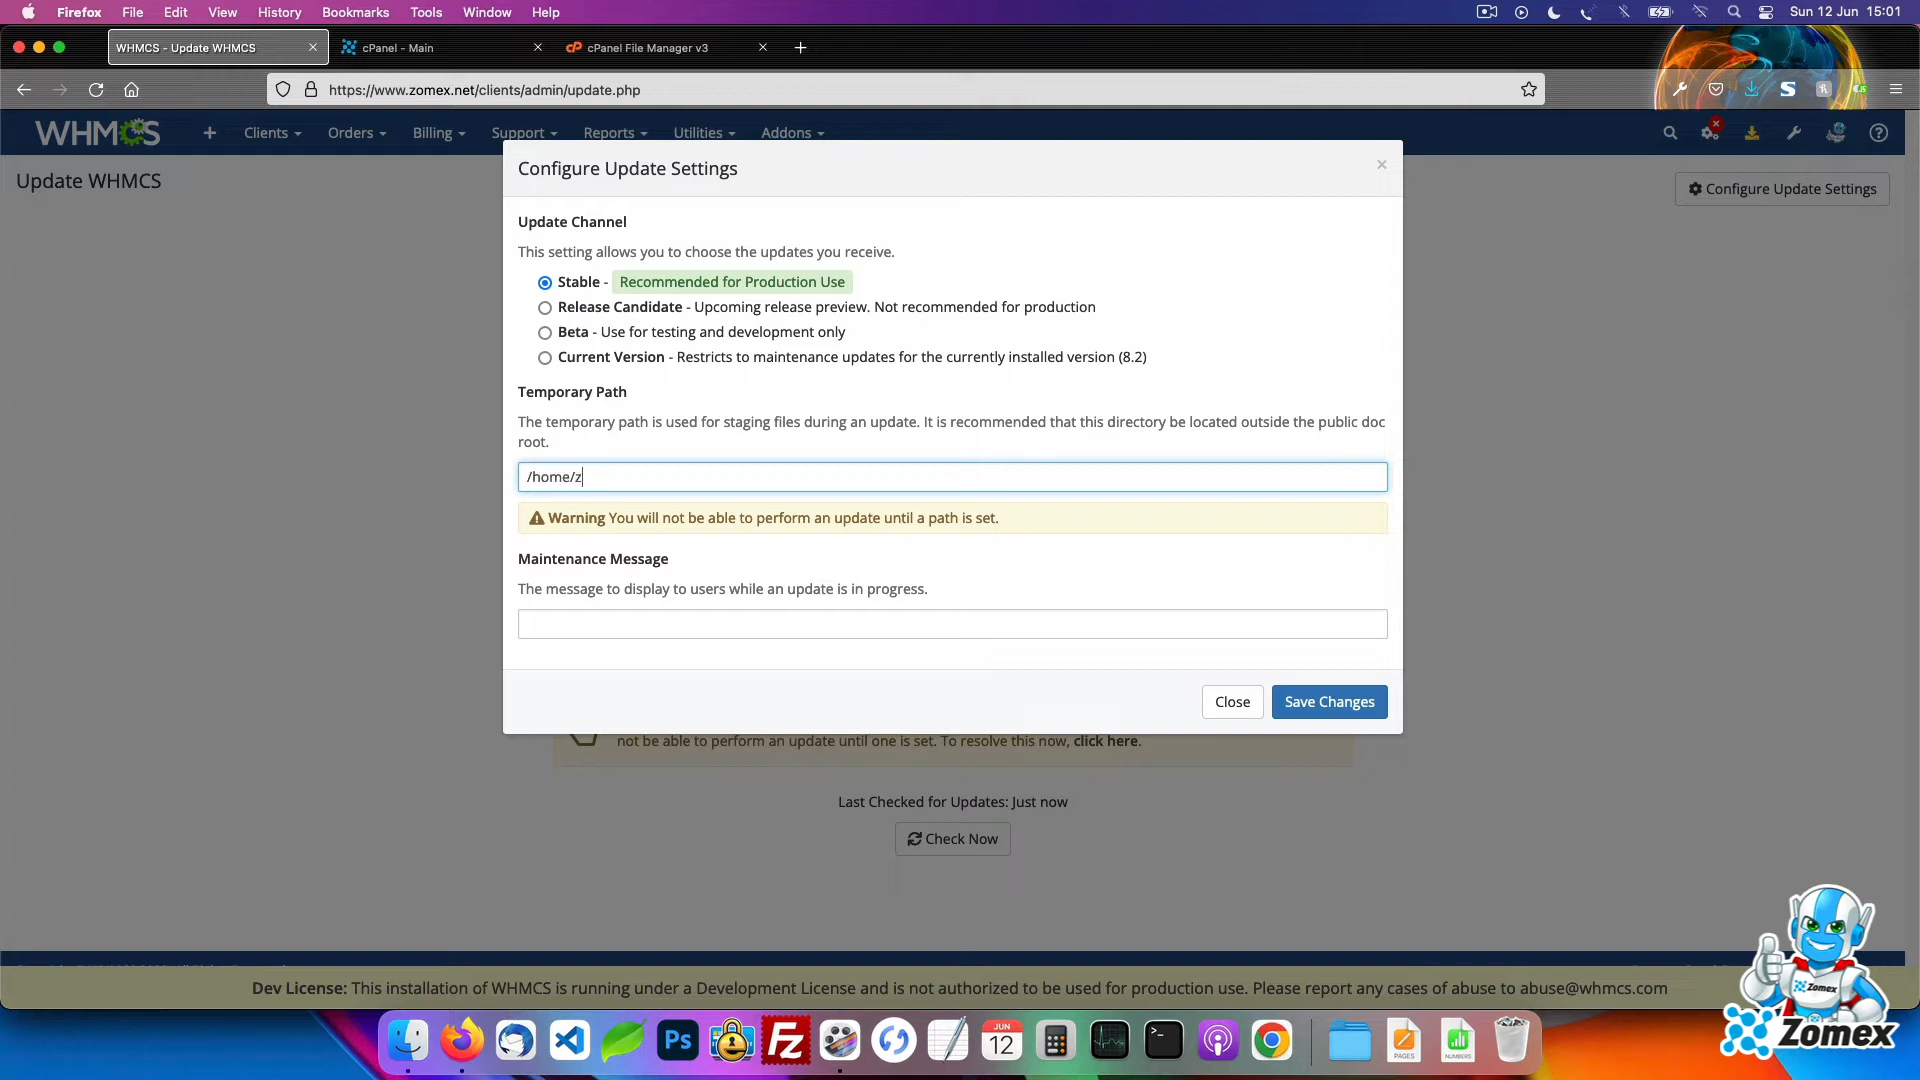 Firefox File Edit View History Bookmarks Tools Window Help Sun 12 Jun 15:01
WHMCS - Update WHMCS cPanel - Main cPanel File Manager v3
https://www.zomex.net/clients/admin/update.php
WHMCS Clients Orders Billing Support Reports Utilities Addons
Update WHMCS
Configure Update Settings
Configure Update Settings
Update Channel
This setting allows you to choose the updates you receive.
Stable - Recommended for Production Use
Release Candidate - Upcoming release preview. Not recommended for production
Beta - Use for testing and development only
Current Version - Restricts to maintenance updates for the currently installed version (8.2)
Temporary Path
The temporary path is used for staging files during an update. It is recommended that this directory be located outside the public doc
root.
/home/z
Warning You will not be able to perform an update until a path is set.
Maintenance Message
The message to display to users while an update is in progress.
Close Save Changes
not be able to perform an update until one is set. To resolve this now, click here.
Last Checked for Updates: Just now
Check Now
Dev License: This installation of WHMCS is running under a Development License and is not authorized to be used for production use. Please report any cases of abuse to abuse@whmcs.com
Zomex
Zomex
Ps
Fz
JUN
12
PAGES
NUMBERS